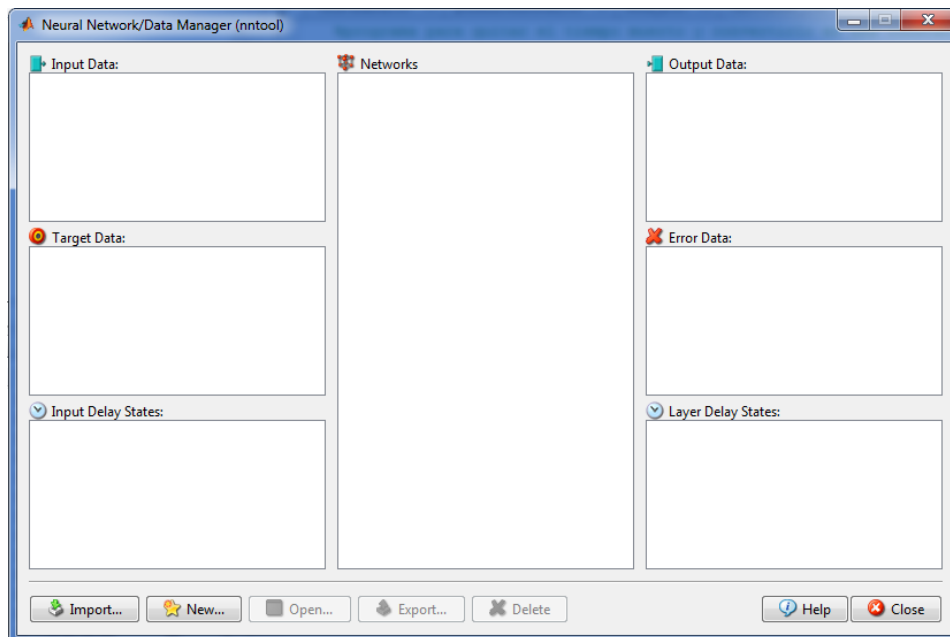 Neural Network/Data Manager (nntool)
Input Data:
Networks
Output Data:
Target Data:
Error Data:
Input Delay States:
Layer Delay States:
Import...
New...
Open...
Export...
Delete
Help
Close